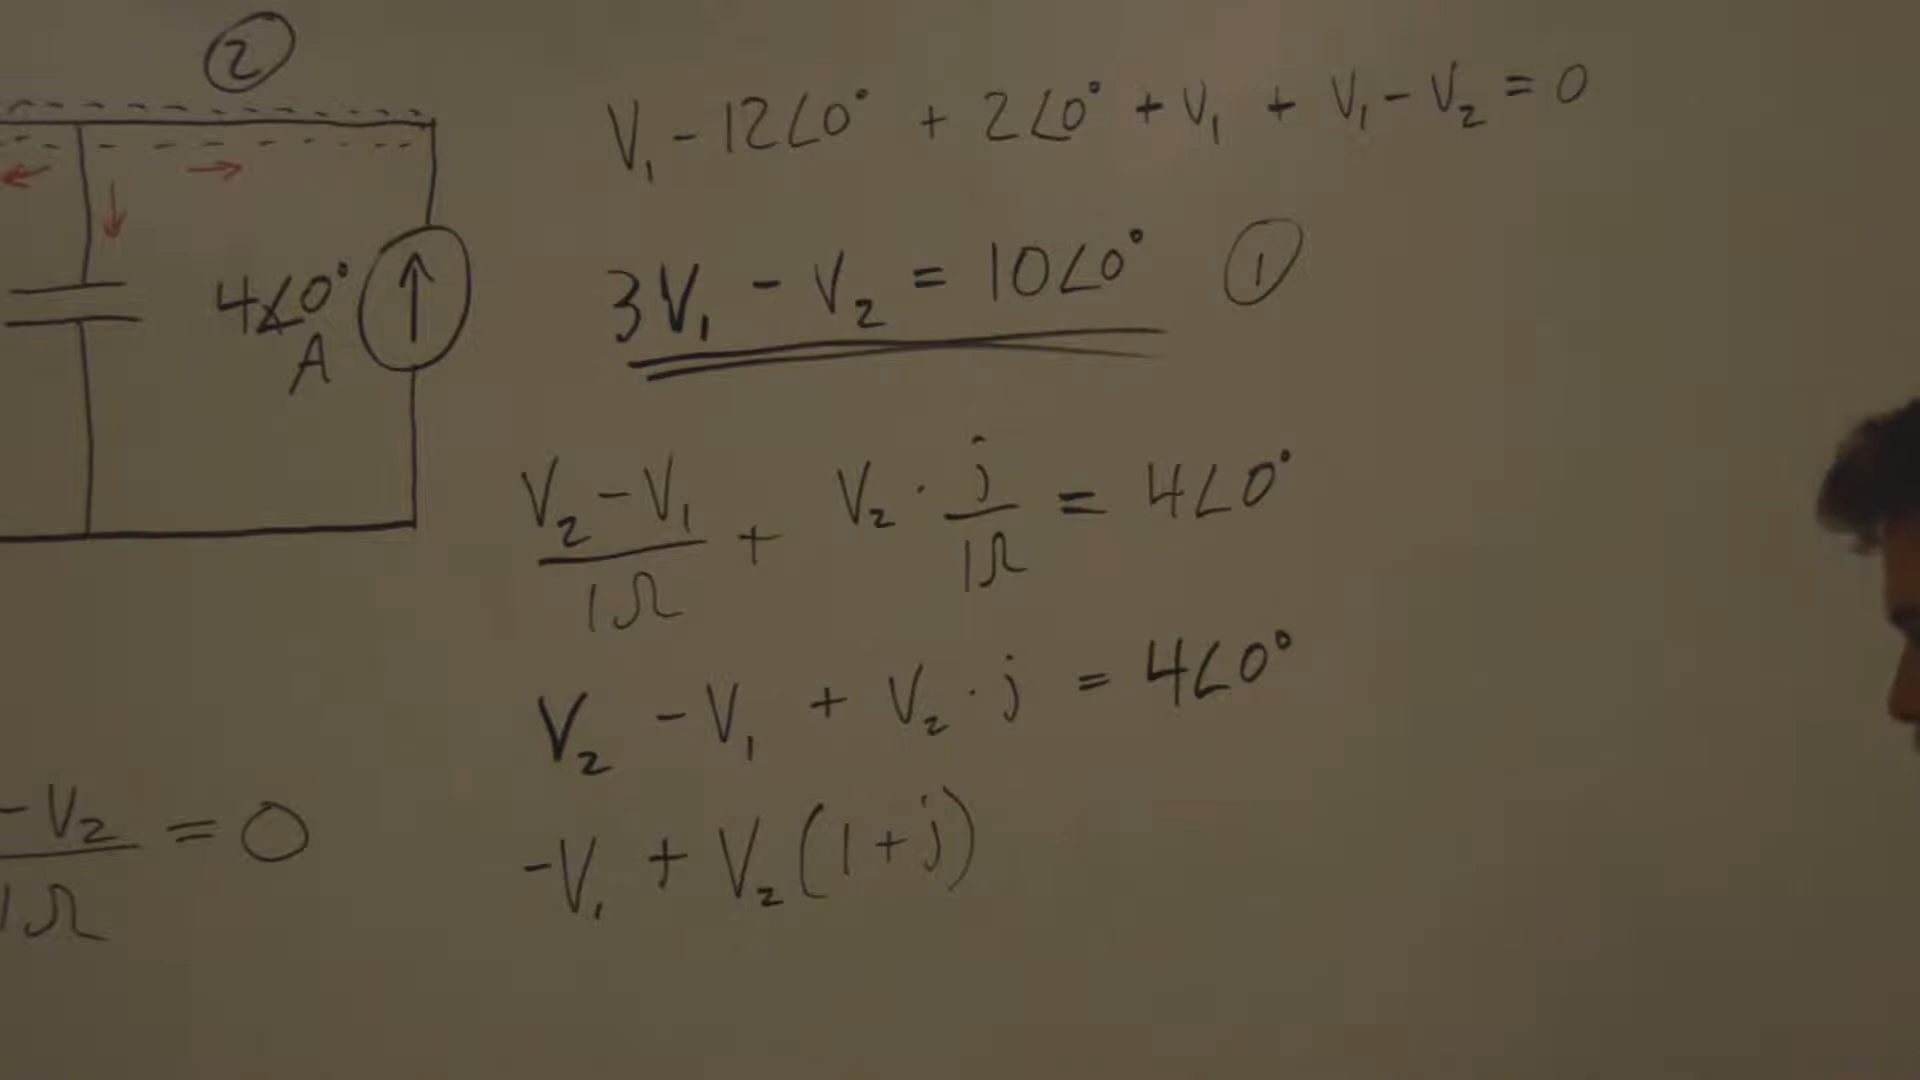 2
V₁ - 12∠0° + 2∠0° + V₁ + V₁ - V₂ = 0
3V₁ - V₂ = 10∠0° 1
4∠0°
A
(V₂ - V₁)/1Ω + V₂ · j/1Ω = 4∠0°
V₂ - V₁ + V₂ · j = 4∠0°
- V₂/1Ω = 0
-V₁ + V₂(1 + j)